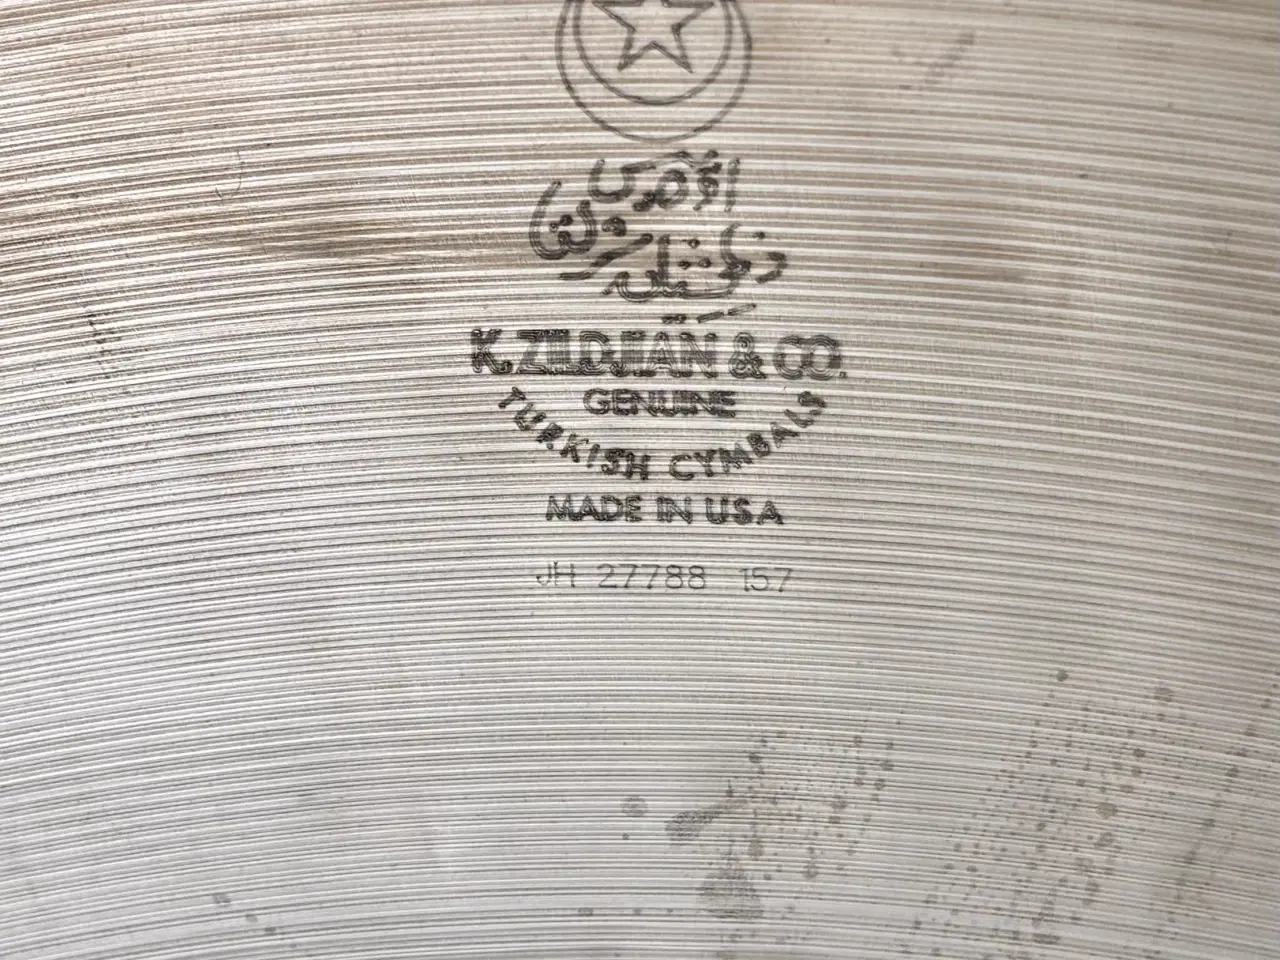 K. ZILDJIAN & CO.
GENUINE
TURKISH CYMBALS
MADE IN USA
JH 27788 157